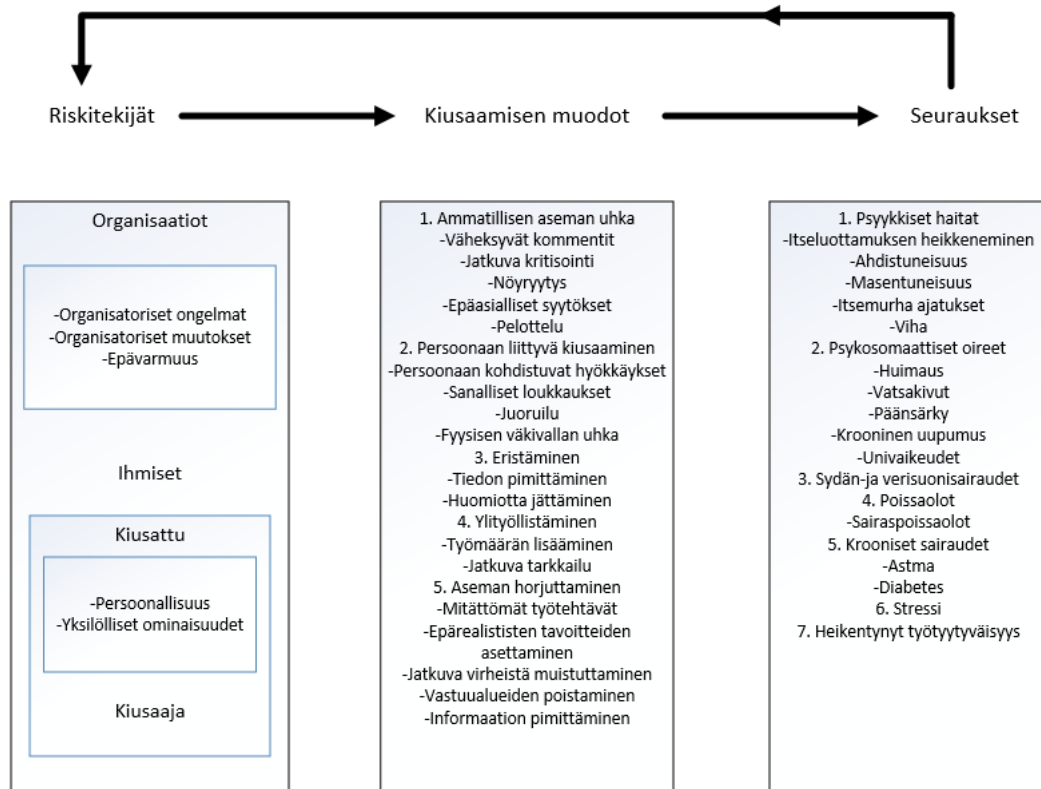 Riskitekijät
Kiusaamisen muodot
Seuraukset
Organisaatiot
-Organisatoriset ongelmat
-Organisatoriset muutokset
-Epävarmuus
Ihmiset
Kiusattu
-Persoonallisuus
-Yksilölliset ominaisuudet
Kiusaaja
1. Ammatillisen aseman uhka
-Väheksyvät kommentit
-Jatkuva kritisointi
-Nöyryytys
-Epäasialliset syytökset
-Pelottelu
2. Persoonaan liittyvä kiusaaminen
-Persoonaan kohdistuvat hyökkäykset
-Sanalliset loukkaukset
-Juoruilu
-Fyysisen väkivallan uhka
3. Eristäminen
-Tiedon pimittäminen
-Huomiotta jättäminen
4. Ylityöllistäminen
-Työmäärän lisääminen
-Jatkuva tarkkailu
5. Aseman horjuttaminen
-Mitättömät työtehtävät
-Epärealististen tavoitteiden
asettaminen
-Jatkuva virheistä muistuttaminen
-Vastuualueiden poistaminen
-Informaation pimittäminen
1. Psyykkiset haitat
-Itseluottamuksen heikkeneminen
-Ahdistuneisuus
-Masentuneisuus
-Itsemurha ajatukset
-Viha
2. Psykosomaattiset oireet
-Huimaus
-Vatsakivut
-Päänsärky
-Krooninen uupumus
-Univaikeudet
3. Sydän-ja verisuonisairaudet
4. Poissaolot
-Sairaspoissaolot
5. Krooniset sairaudet
-Astma
-Diabetes
6. Stressi
7. Heikentynyt työtyytyväisyys